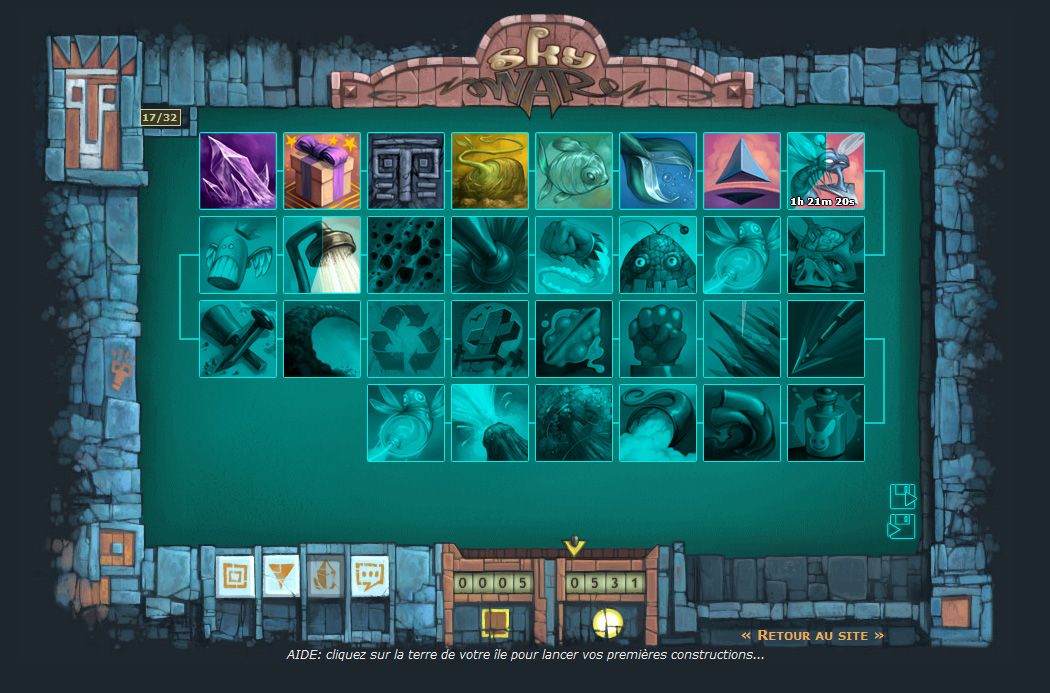 sky
WAR
17/32
1h 21m 20s
0005
0531
« RETOUR AU SITE »
AIDE: cliquez sur la terre de votre île pour lancer vos premières constructions...